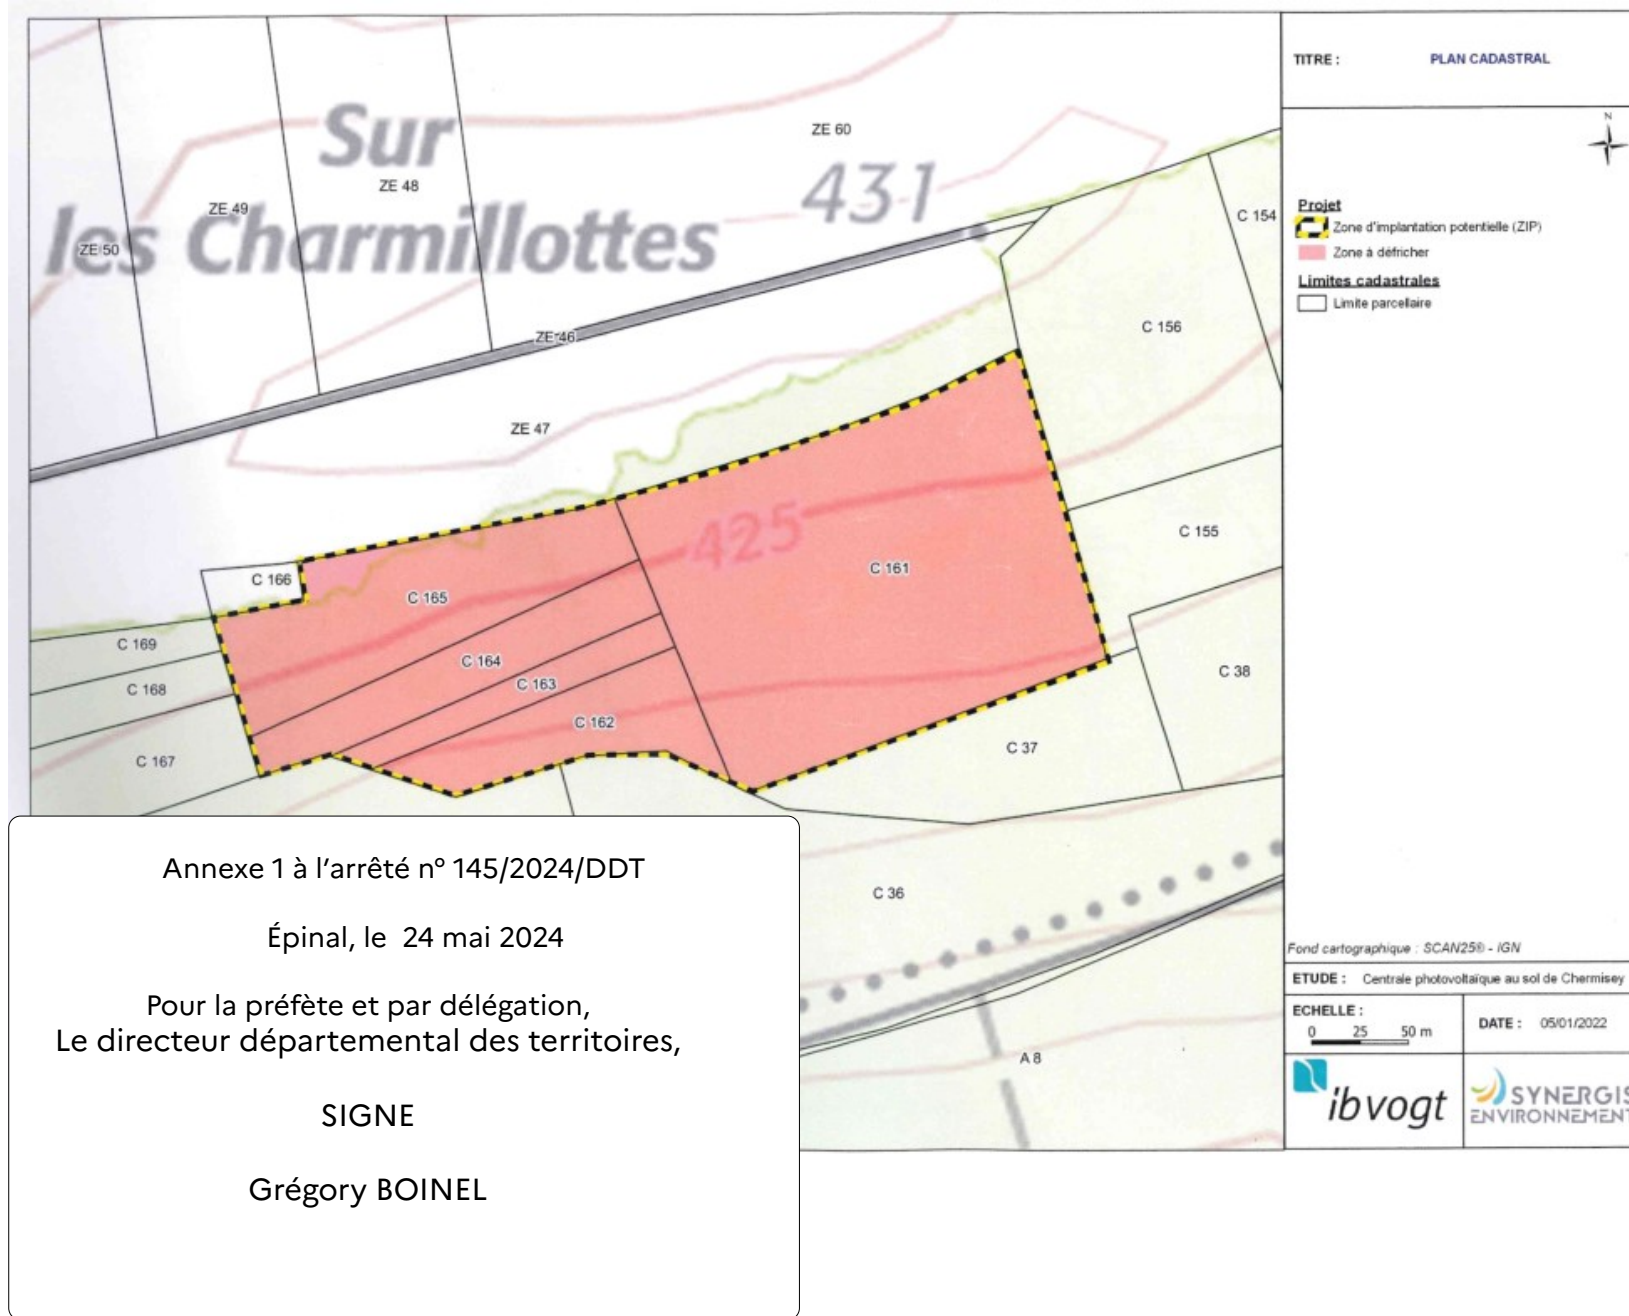 TITRE : PLAN CADASTRAL
N
Projet
Zone d'implantation potentielle (ZIP)
Zone à défricher
Limites cadastrales
Limite parcellaire
Sur
les Charmillottes
ZE 60
ZE 48
ZE 49
ZE 50
431
C 154
ZE 46
C 156
ZE 47
425
C 155
C 161
C 166
C 165
C 169
C 164
C 168
C 163
C 38
C 162
C 37
C 167
C 36
A 8
Fond cartographique : SCAN25® - IGN
ETUDE : Centrale photovoltaïque au sol de Chermisey
ECHELLE :
0 25 50 m
DATE : 05/01/2022
ib vogt
SYNERGIS
ENVIRONNEMENT
Annexe 1 à l'arrêté n° 145/2024/DDT
Épinal, le 24 mai 2024
Pour la préfète et par délégation,
Le directeur départemental des territoires,
SIGNE
Grégory BOINEL